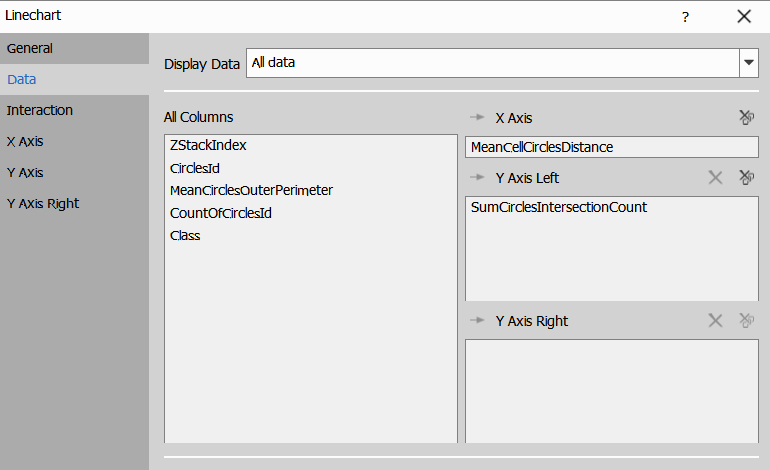 Linechart
?
General
Data
Interaction
X Axis
Y Axis
Y Axis Right
Display Data
All data
All Columns
ZStackIndex
CirclesId
MeanCirclesOuterPerimeter
CountOfCirclesId
Class
X Axis
MeanCellCirclesDistance
Y Axis Left
SumCirclesIntersectionCount
Y Axis Right